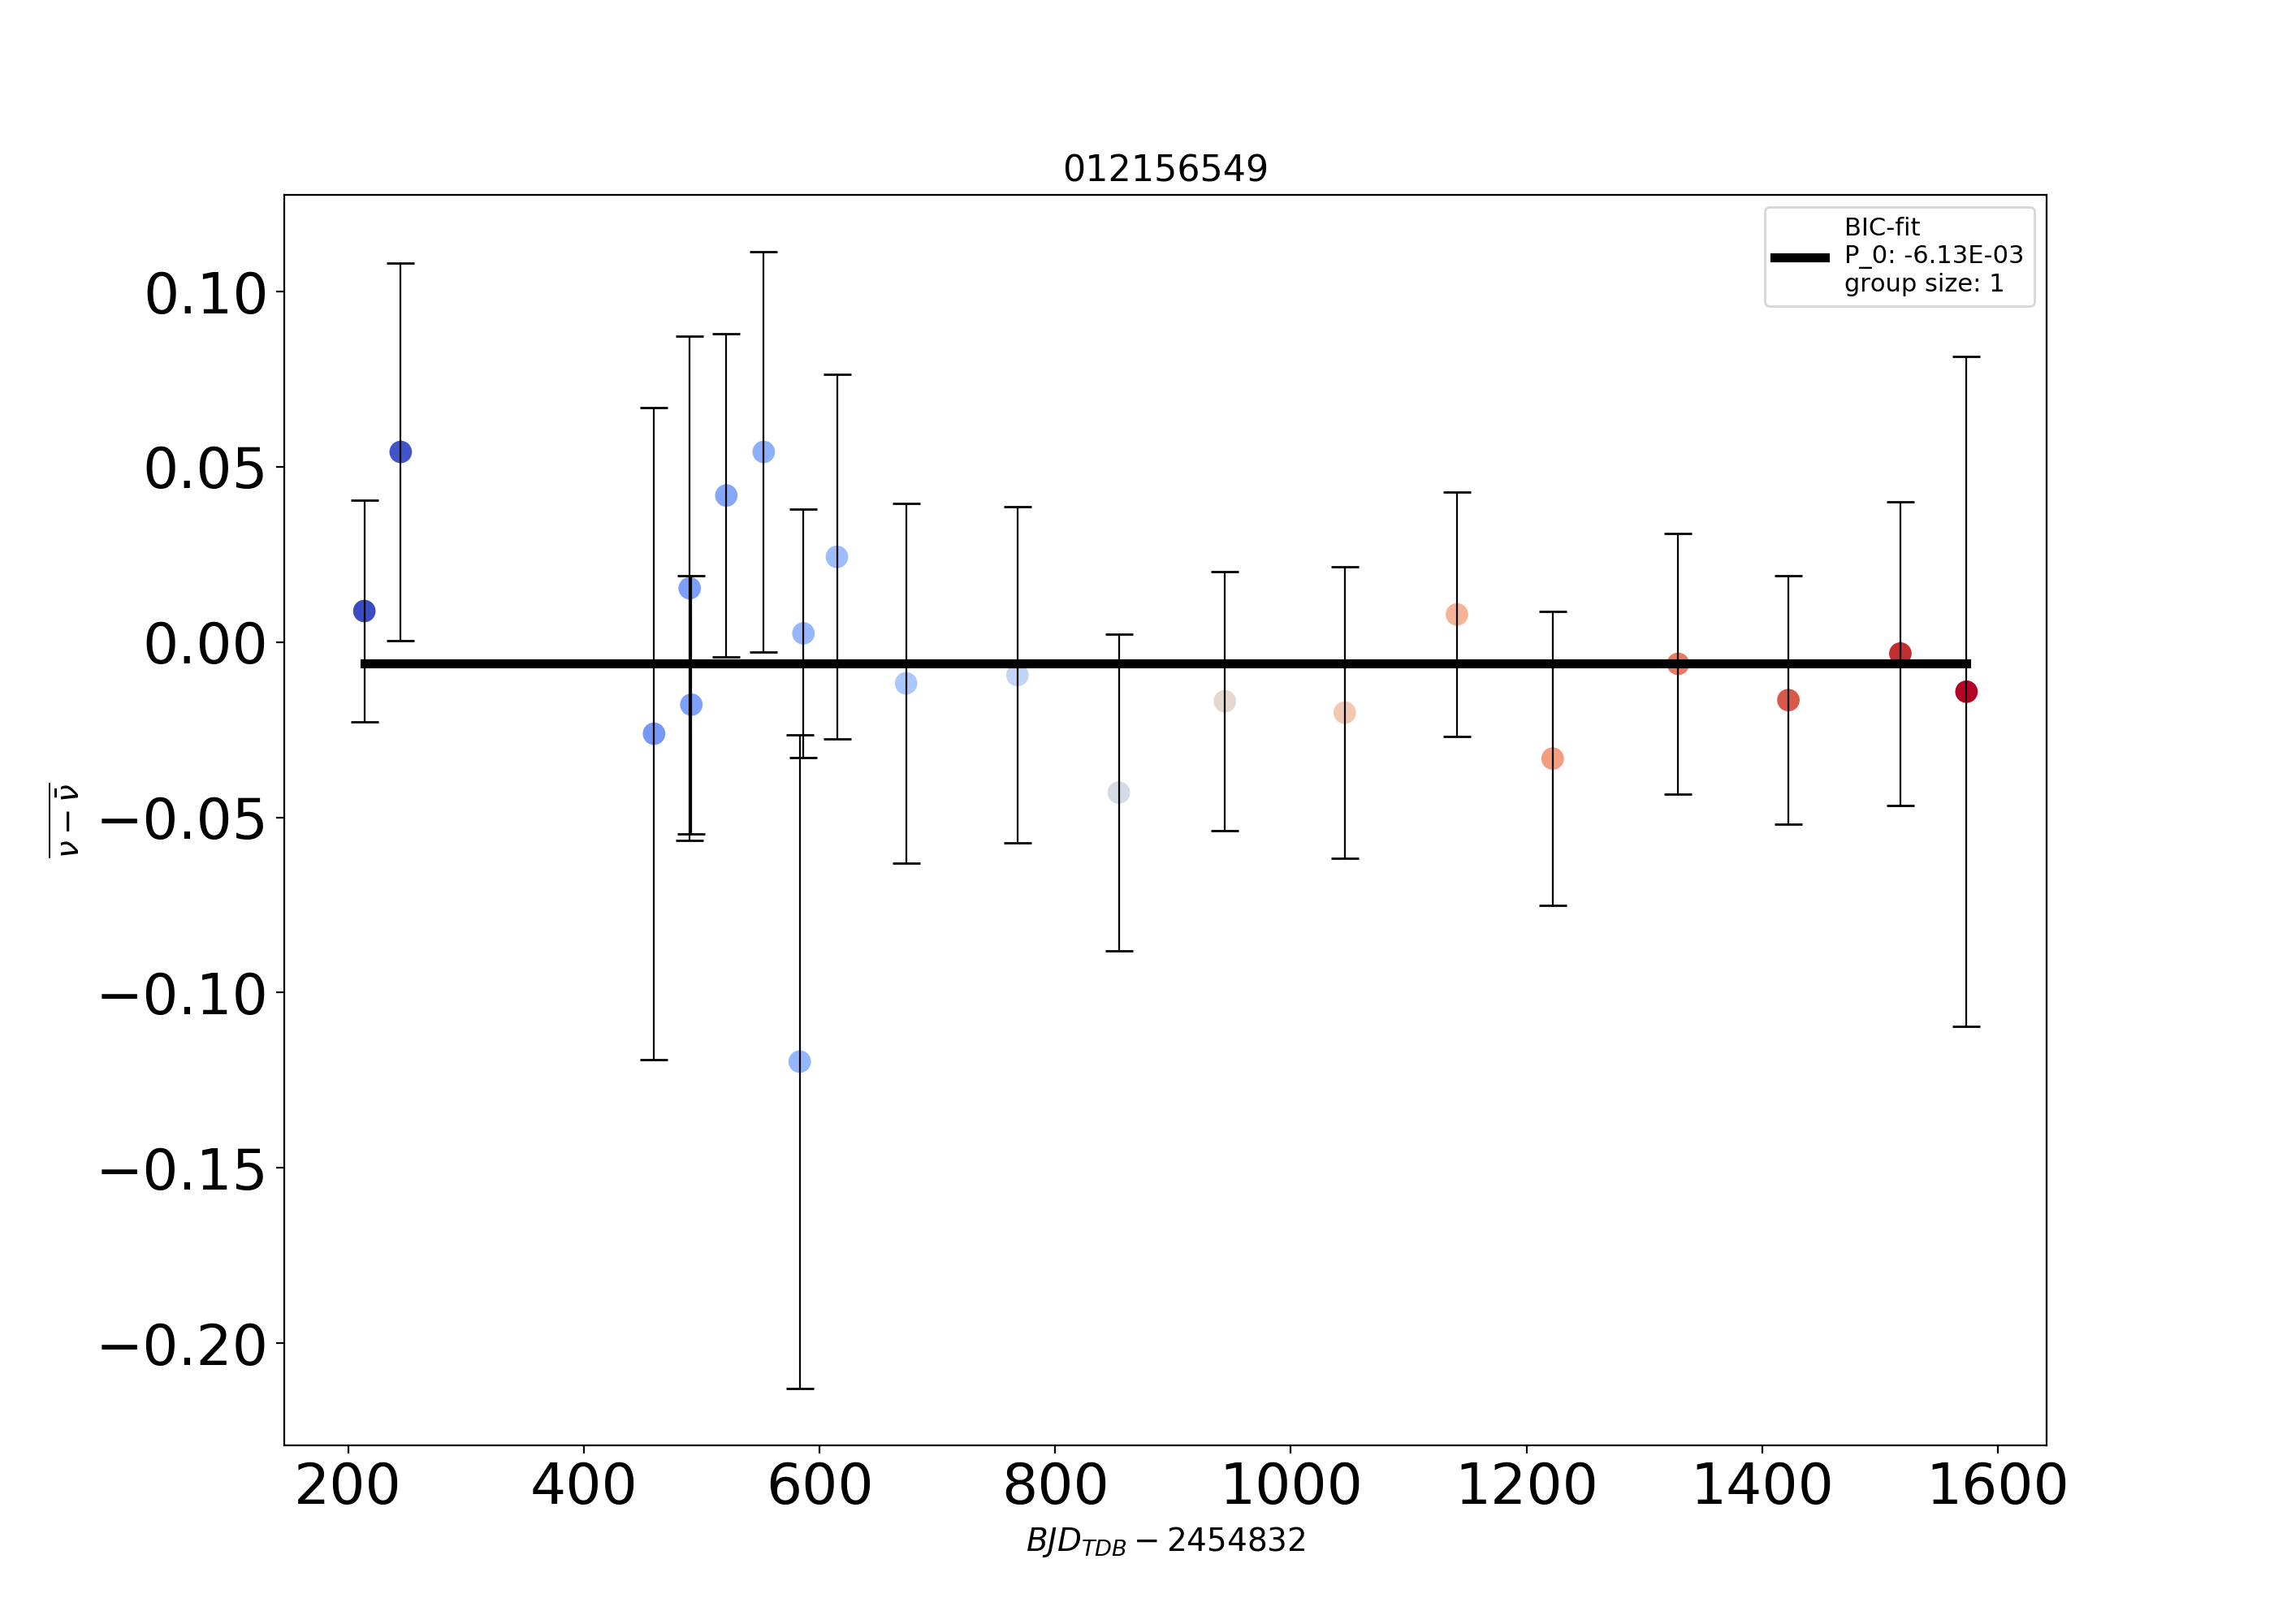 012156549
BIC-fit
P_0: -6.13E-03
group size: 1
0.10
0.05
0.00
−0.05
−0.10
−0.15
−0.20
ν − ν̄
200 400 600 800 1000 1200 1400 1600
BJD_TDB − 2454832